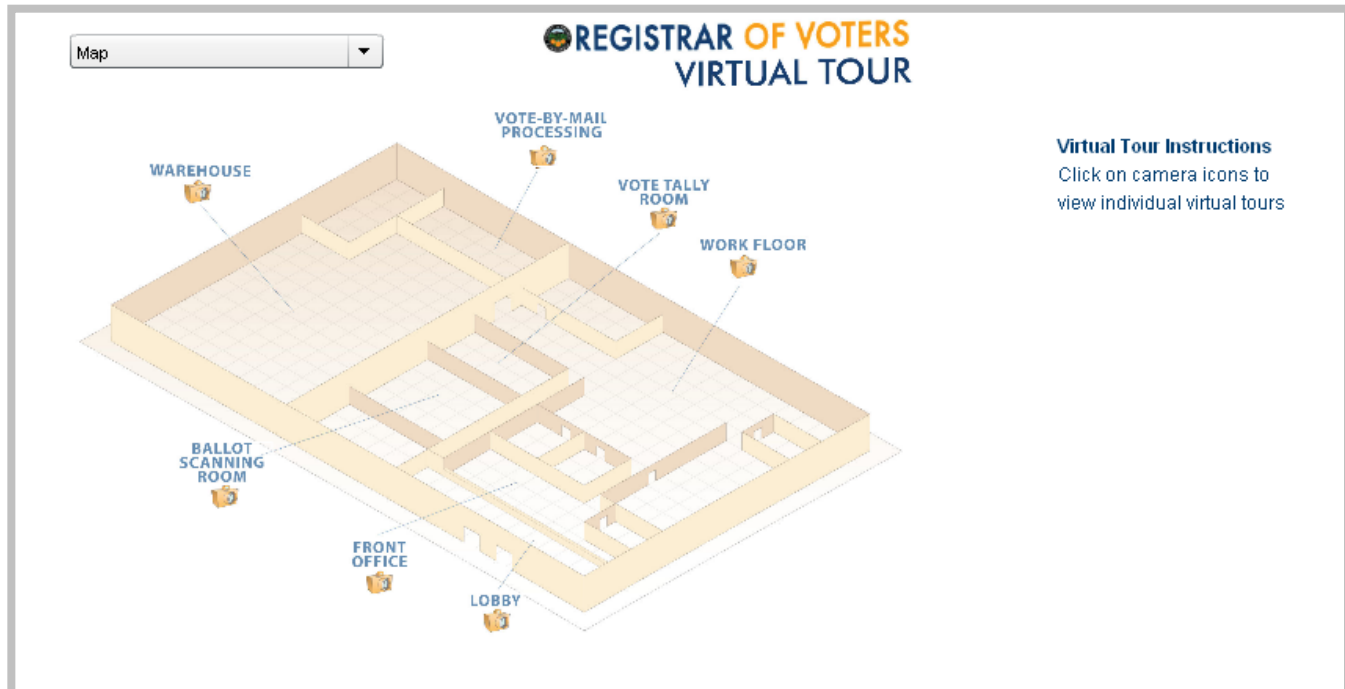 Map
REGISTRAR OF VOTERS
VIRTUAL TOUR
VOTE-BY-MAIL
PROCESSING
WAREHOUSE
VOTE TALLY
ROOM
WORK FLOOR
Virtual Tour Instructions
Click on camera icons to
view individual virtual tours
BALLOT
SCANNING
ROOM
FRONT
OFFICE
LOBBY